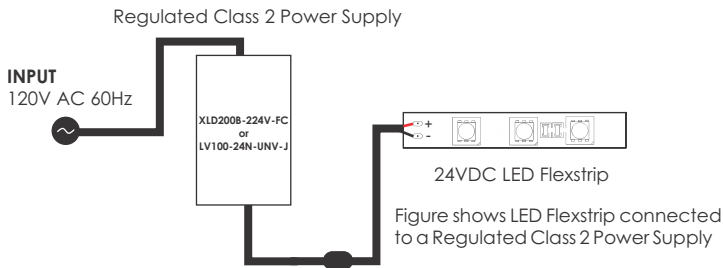 Regulated Class 2 Power Supply
INPUT
120V AC 60Hz
XLD200B-224V-FC
or
LV100-24N-UNV-J
+
-
24VDC LED Flexstrip
Figure shows LED Flexstrip connected
to a Regulated Class 2 Power Supply